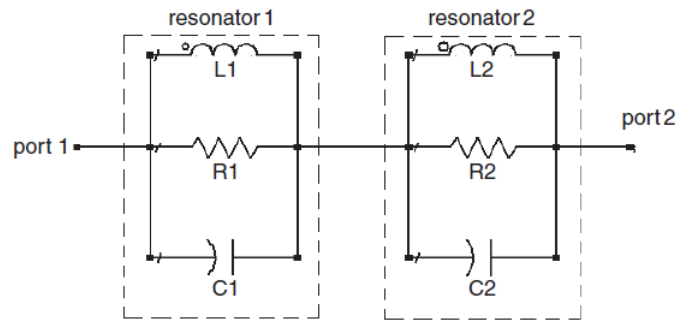 resonator 1
resonator 2
L1
L2
port 1
port 2
R1
R2
C1
C2